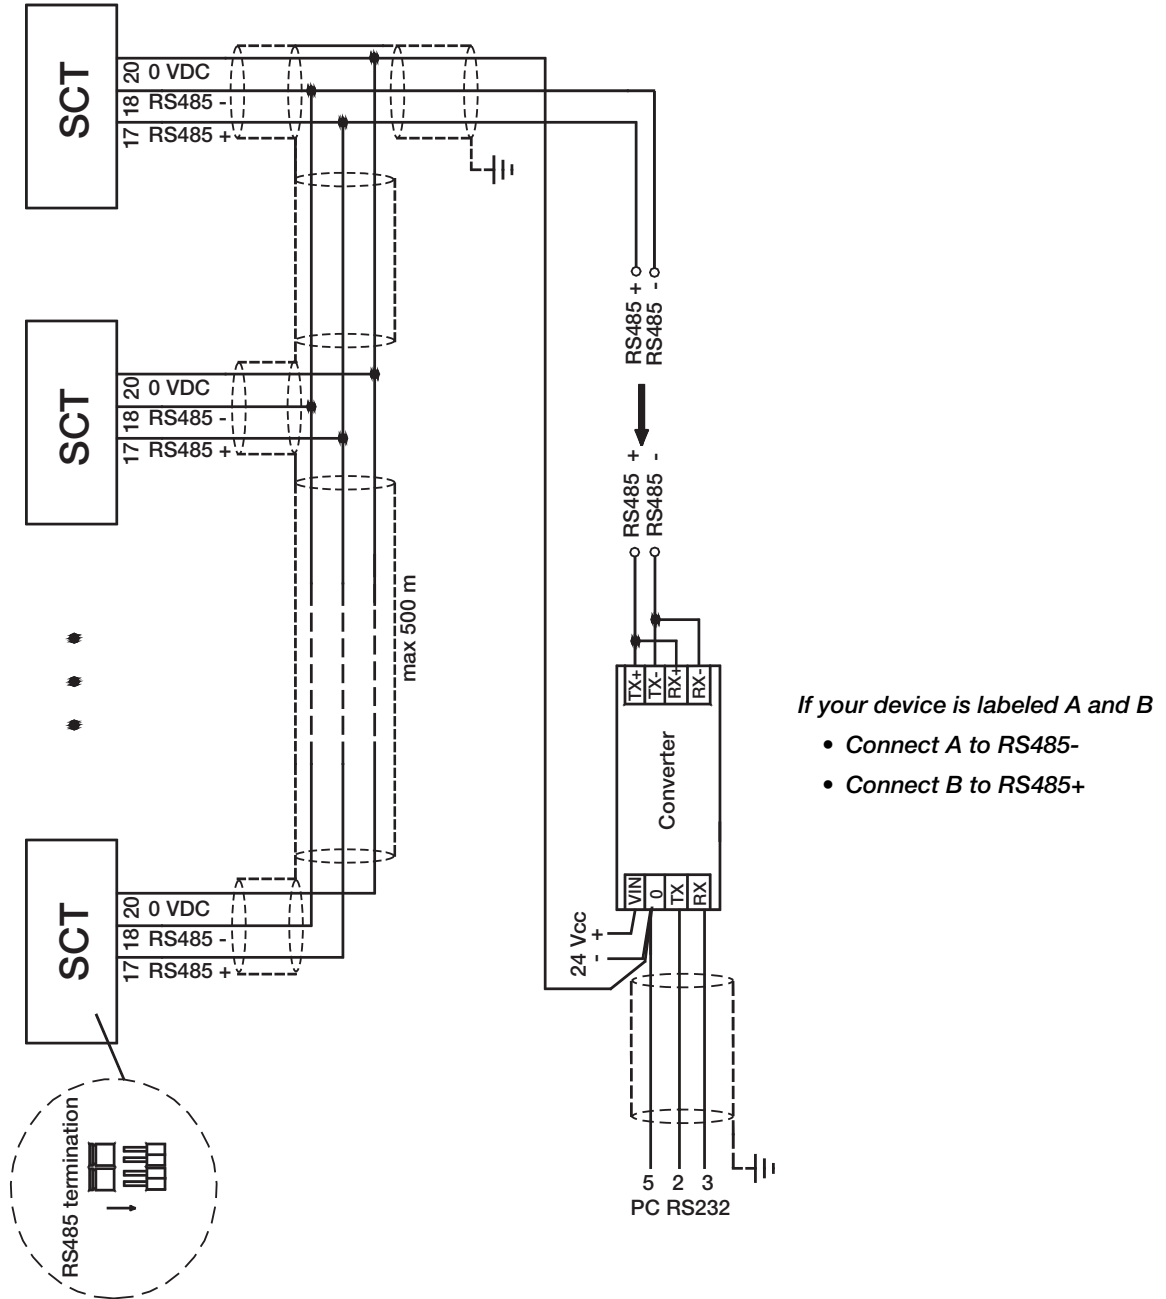 SCT
20 0 VDC
18 RS485 -
17 RS485 +
SCT
20 0 VDC
18 RS485 -
17 RS485 +
max 500 m
SCT
20 0 VDC
18 RS485 -
17 RS485 +
RS485 termination
RS485 +
RS485 -
RS485 +
RS485 -
TX+
TX-
RX+
RX-
Converter
VIN
0
TX
RX
24 Vcc
+
-
5 2 3
PC RS232
If your device is labeled A and B
• Connect A to RS485-
• Connect B to RS485+